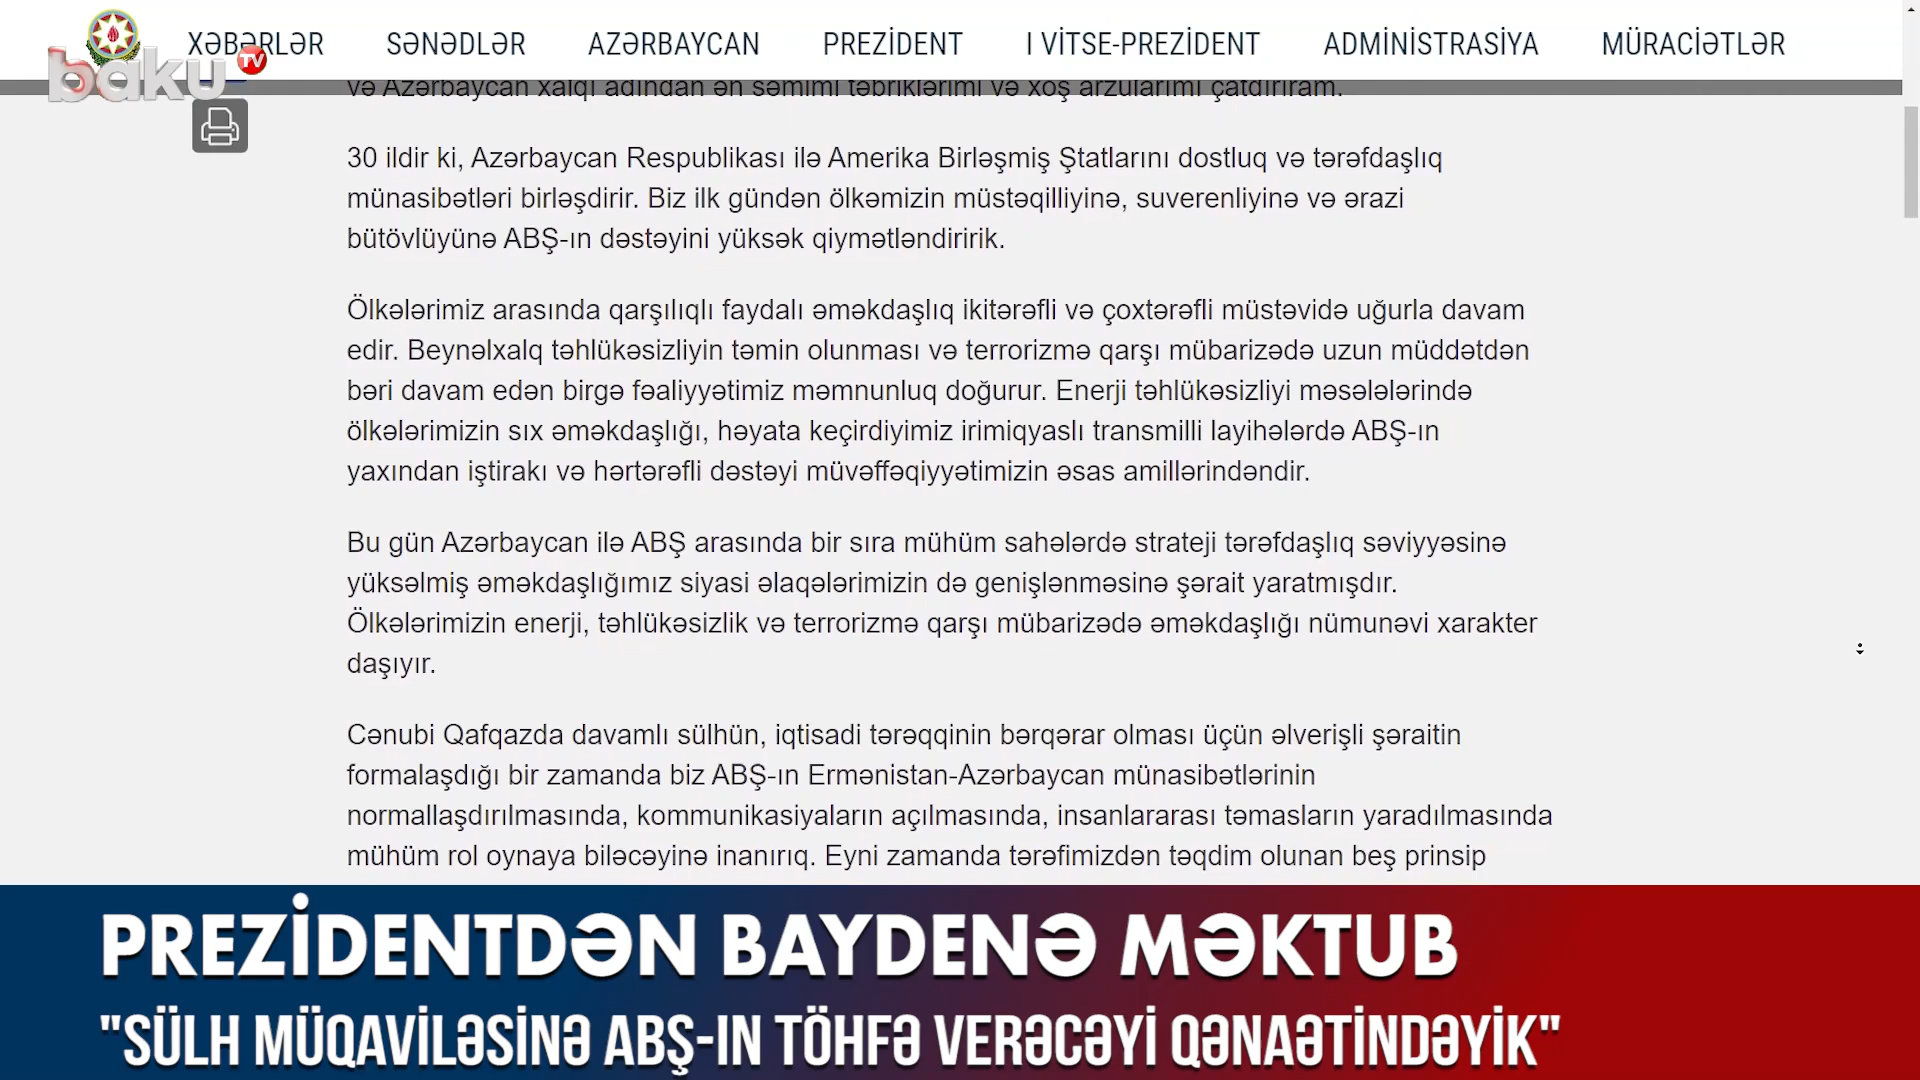 XƏBƏRLƏR SƏNƏDLƏR AZƏRBAYCAN PREZİDENT I VİTSE-PREZİDENT ADMİNİSTRASİYA MÜRACİƏTLƏR
baku TV
və Azərbaycan xalqı adından ən səmimi təbriklərimi və xoş arzularımı çatdırıram.
30 ildir ki, Azərbaycan Respublikası ilə Amerika Birləşmiş Ştatlarını dostluq və tərəfdaşlıq
münasibətləri birləşdirir. Biz ilk gündən ölkəmizin müstəqilliyinə, suverenliyinə və ərazi
bütövlüyünə ABŞ-ın dəstəyini yüksək qiymətləndiririk.
Ölkələrimiz arasında qarşılıqlı faydalı əməkdaşlıq ikitərəfli və çoxtərəfli müstəvidə uğurla davam
edir. Beynəlxalq təhlükəsizliyin təmin olunması və terrorizmə qarşı mübarizədə uzun müddətdən
bəri davam edən birgə fəaliyyətimiz məmnunluq doğurur. Enerji təhlükəsizliyi məsələlərində
ölkələrimizin sıx əməkdaşlığı, həyata keçirdiyimiz irimiqyaslı transmilli layihələrdə ABŞ-ın
yaxından iştirakı və hərtərəfli dəstəyi müvəffəqiyyətimizin əsas amillərindəndir.
Bu gün Azərbaycan ilə ABŞ arasında bir sıra mühüm sahələrdə strateji tərəfdaşlıq səviyyəsinə
yüksəlmiş əməkdaşlığımız siyasi əlaqələrimizin də genişlənməsinə şərait yaratmışdır.
Ölkələrimizin enerji, təhlükəsizlik və terrorizmə qarşı mübarizədə əməkdaşlığı nümunəvi xarakter
daşıyır.
Cənubi Qafqazda davamlı sülhün, iqtisadi tərəqqinin bərqərar olması üçün əlverişli şəraitin
formalaşdığı bir zamanda biz ABŞ-ın Ermənistan-Azərbaycan münasibətlərinin
normallaşdırılmasında, kommunikasiyaların açılmasında, insanlararası təmasların yaradılmasında
mühüm rol oynaya biləcəyinə inanırıq. Eyni zamanda tərəfimizdən təqdim olunan beş prinsip
PREZİDENTDƏN BAYDENƏ MƏKTUB
"SÜLH MÜQAVİLƏSİNƏ ABŞ-IN TÖHFƏ VERƏCƏYİ QƏNAƏTİNDƏYİK"